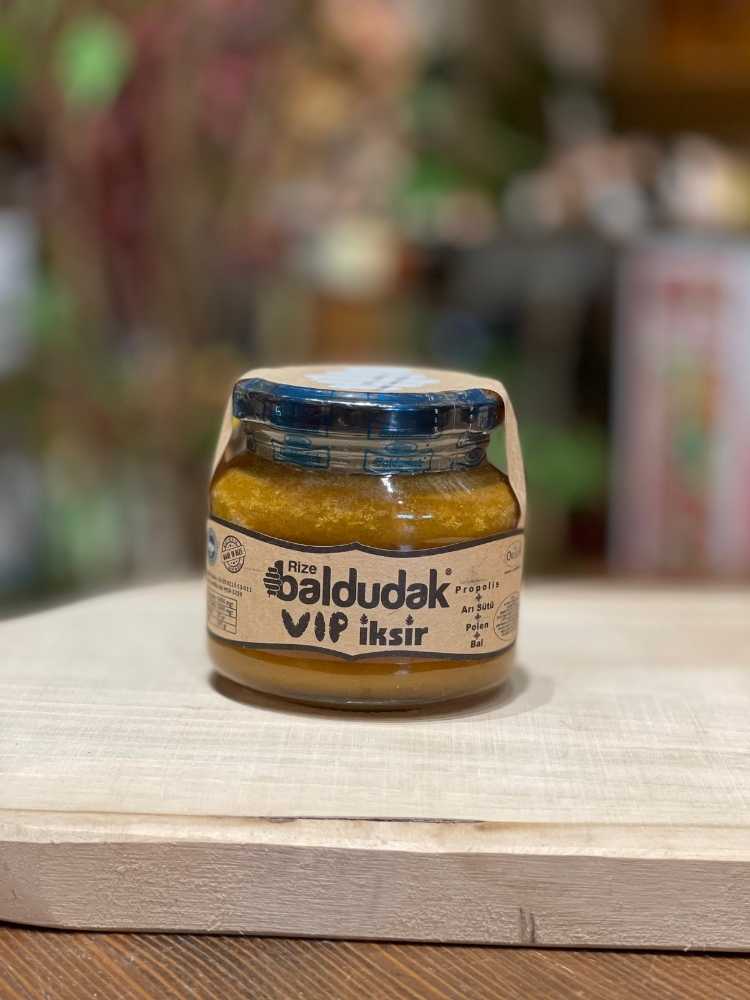 Rize
baldudak®
VIP iksir
Propolis
+
Arı Sütü
+
Polen
+
Bal